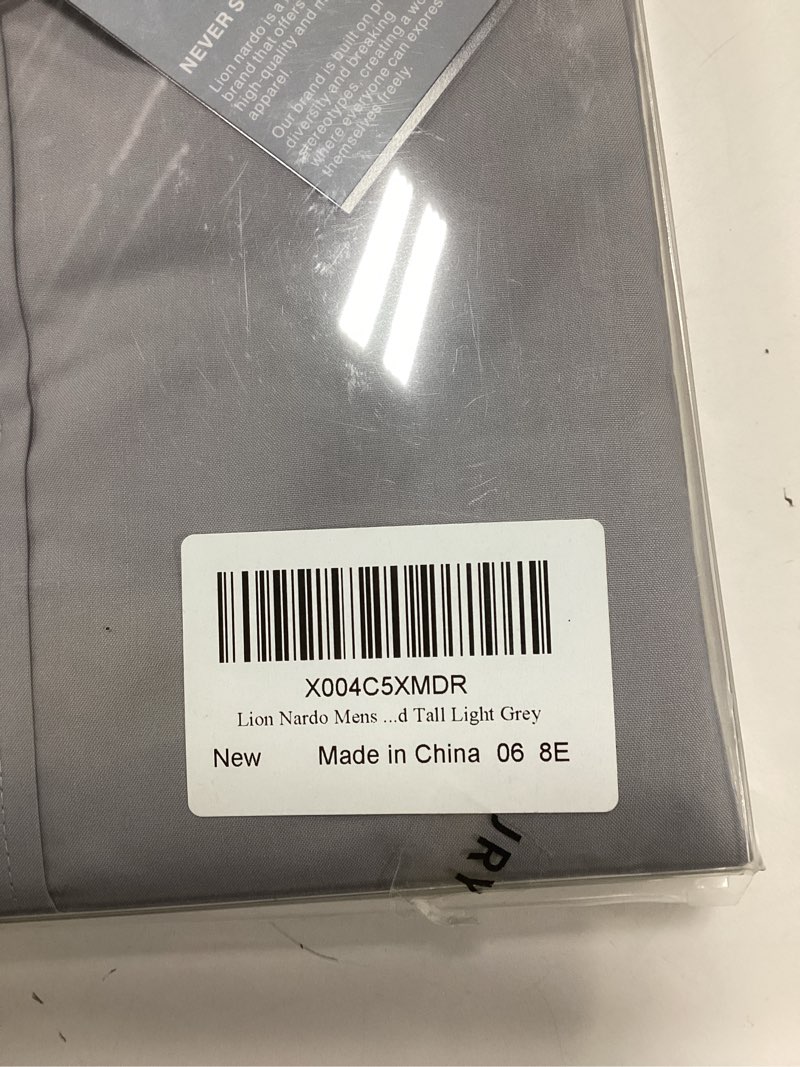 NEVER S
Lion nardo is a
brand that offers
high-quality and
apparel.
Our brand is built on
diversity and breaking
stereotypes, creating a
where everyone can
themselves freely.
X004C5XMDR
Lion Nardo Mens ...d Tall Light Grey
New Made in China 06 8E
URY